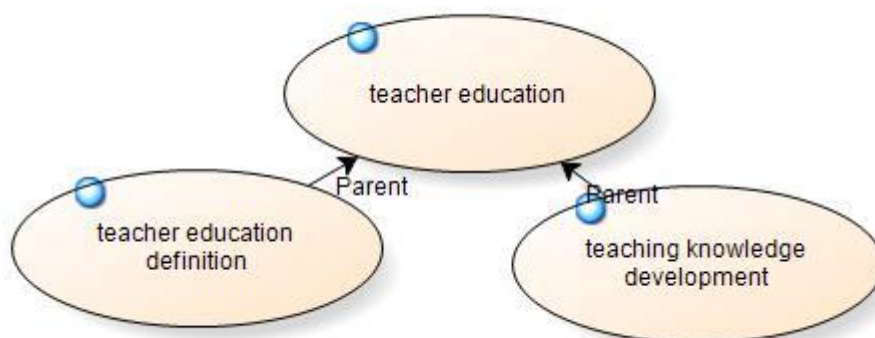 teacher education
Parent
Parent
teacher education
definition
teaching knowledge
development